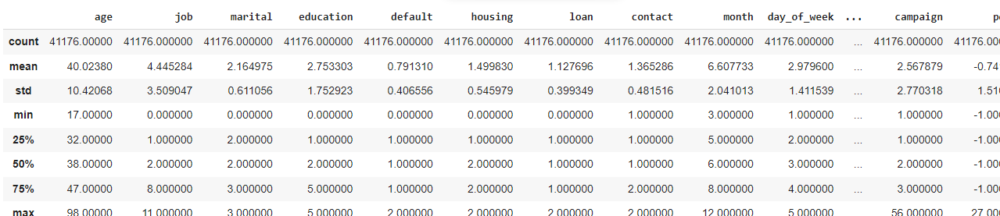 age job marital education default housing loan contact month day_of_week ... campaign
count 41176.00000 41176.000000 41176.000000 41176.000000 41176.000000 41176.000000 41176.000000 41176.000000 41176.000000 41176.000000 ... 41176.000000 41176.00
mean 40.02380 4.445284 2.164975 2.753303 0.791310 1.499830 1.127696 1.365286 6.607733 2.979600 ... 2.567879 -0.74
std 10.42068 3.509047 0.611056 1.752923 0.406556 0.545979 0.399349 0.481516 2.041013 1.411539 ... 2.770318 1.51
min 17.00000 0.000000 0.000000 0.000000 0.000000 0.000000 0.000000 1.000000 3.000000 1.000000 ... 1.000000 -1.00
25% 32.00000 1.000000 2.000000 1.000000 1.000000 1.000000 1.000000 1.000000 5.000000 2.000000 ... 1.000000 -1.00
50% 38.00000 2.000000 2.000000 2.000000 1.000000 2.000000 1.000000 1.000000 6.000000 3.000000 ... 2.000000 -1.00
75% 47.00000 8.000000 3.000000 5.000000 1.000000 2.000000 1.000000 2.000000 8.000000 4.000000 ... 3.000000 -1.00
max 98.00000 11.000000 3.000000 5.000000 2.000000 2.000000 2.000000 2.000000 12.000000 5.000000 ... 56.000000 27.00